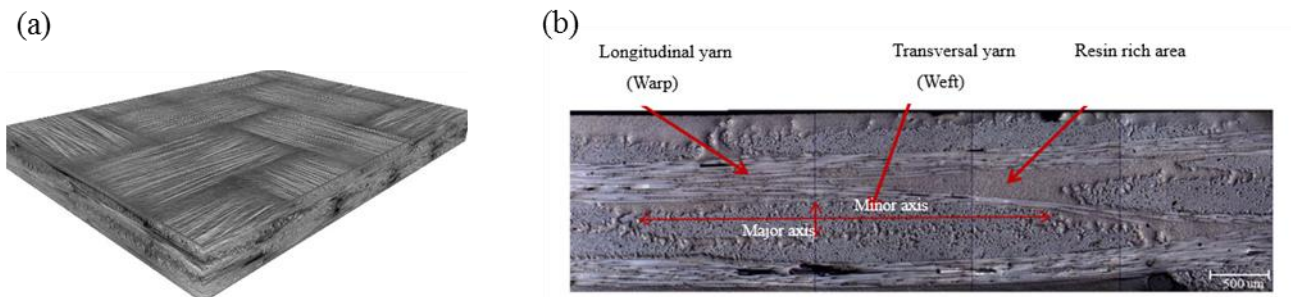 (a)
(b)
Longitudinal yarn
(Warp)
Transversal yarn
(Weft)
Resin rich area
Minor axis
Major axis
500 um